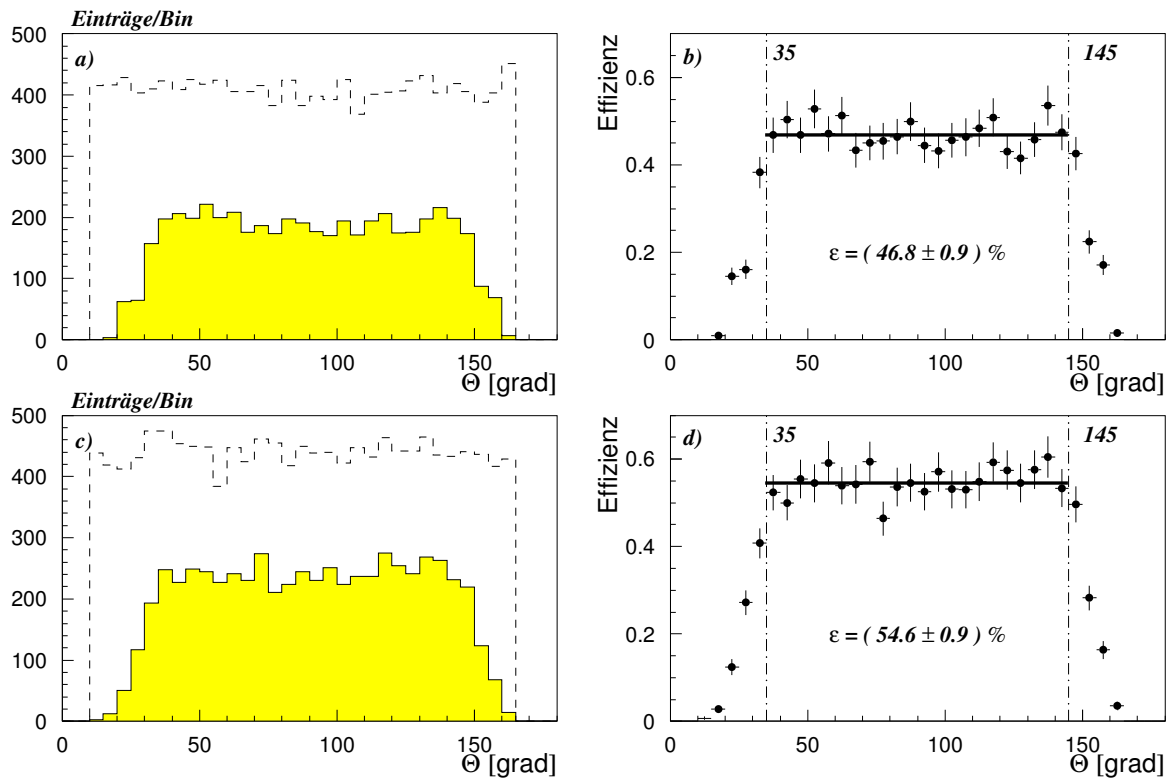 Einträge/Bin
a)
500
400
300
200
100
0
0 50 100 150
Θ [grad]
b)
35
145
Effizienz
0.6
0.4
0.2
0
ε = ( 46.8 ± 0.9 ) %
0 50 100 150
Θ [grad]
Einträge/Bin
c)
500
400
300
200
100
0
0 50 100 150
Θ [grad]
d)
35
145
Effizienz
0.6
0.4
0.2
0
ε = ( 54.6 ± 0.9 ) %
0 50 100 150
Θ [grad]